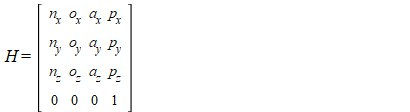 n_x o_x a_x p_x
n_y o_y a_y p_y
H = n_z o_z a_z p_z
0 0 0 1